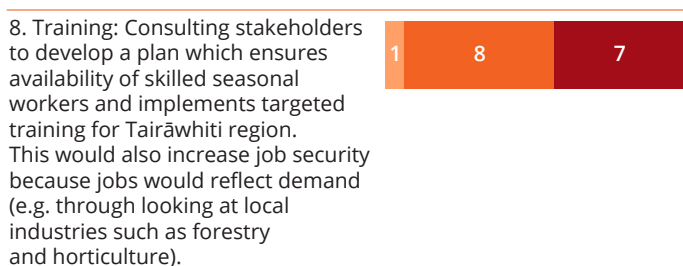 8. Training: Consulting stakeholders
to develop a plan which ensures
availability of skilled seasonal
workers and implements targeted
training for Tairāwhiti region.
This would also increase job security
because jobs would reflect demand
(e.g. through looking at local
industries such as forestry
and horticulture).
1 8 7